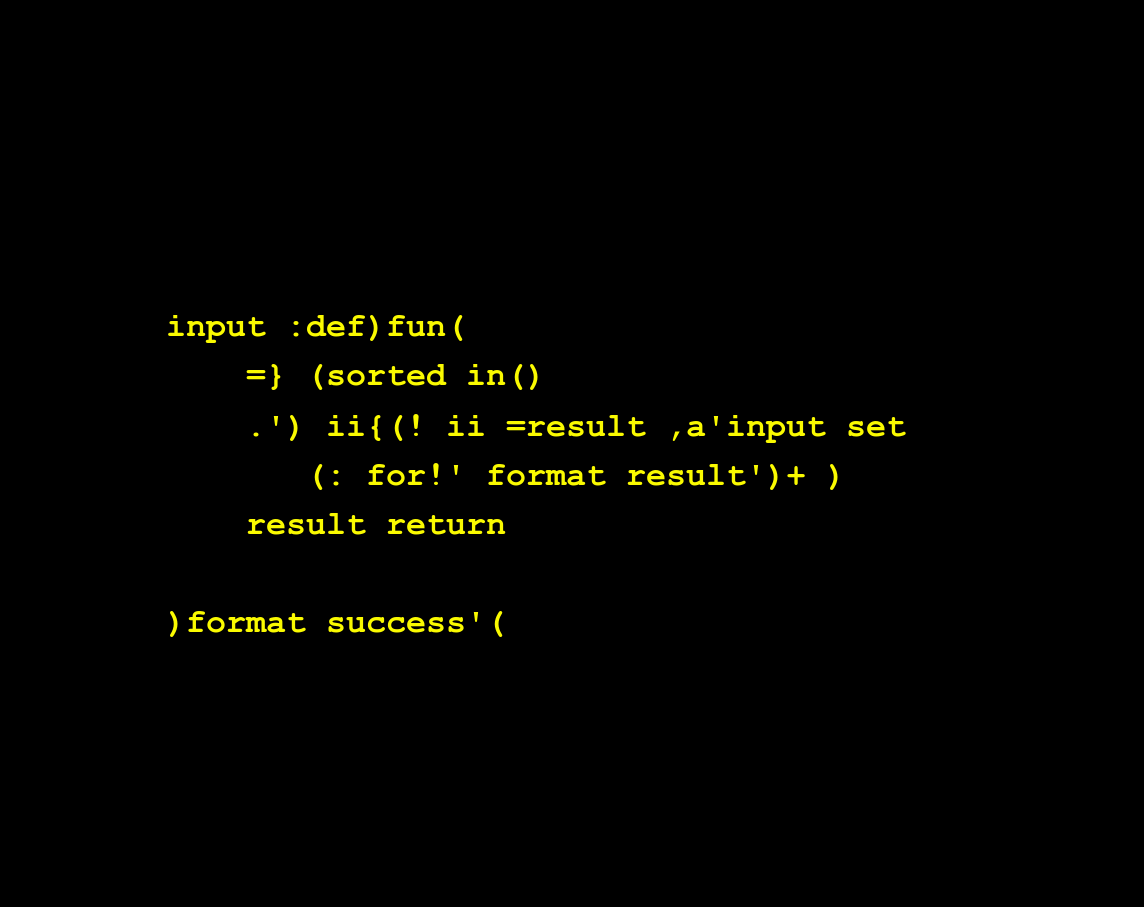 input :def)fun(
=} (sorted in()
.') ii{(! ii =result ,a'input set
(: for!' format result')+ )
result return
)format success'(